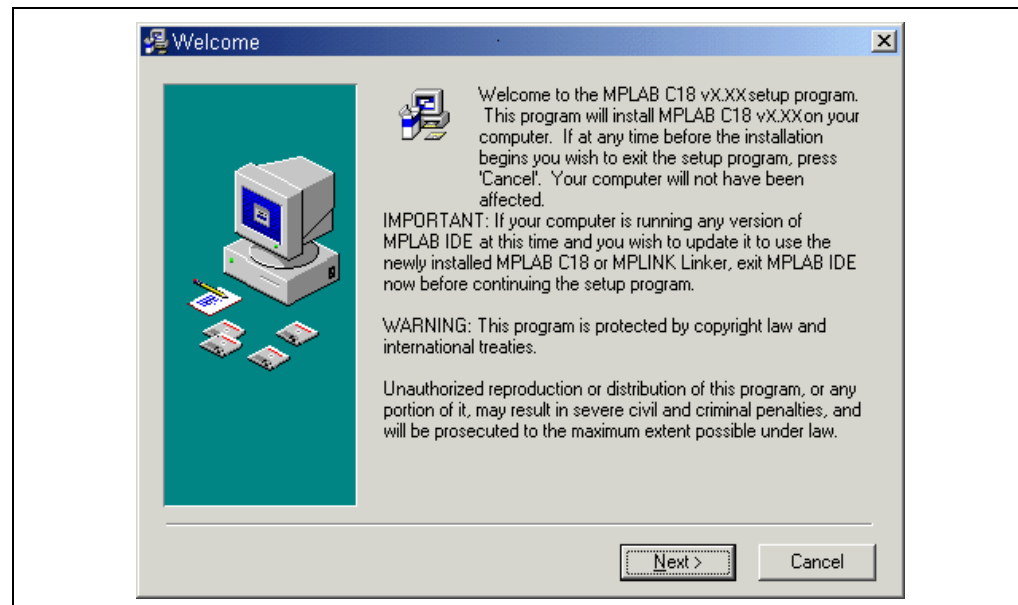 Welcome
Welcome to the MPLAB C18 vX.XX setup program.
This program will install MPLAB C18 vX.XX on your
computer. If at any time before the installation
begins you wish to exit the setup program, press
'Cancel'. Your computer will not have been
affected.
IMPORTANT: If your computer is running any version of
MPLAB IDE at this time and you wish to update it to use the
newly installed MPLAB C18 or MPLINK Linker, exit MPLAB IDE
now before continuing the setup program.
WARNING: This program is protected by copyright law and
international treaties.
Unauthorized reproduction or distribution of this program, or any
portion of it, may result in severe civil and criminal penalties, and
will be prosecuted to the maximum extent possible under law.
Next >
Cancel